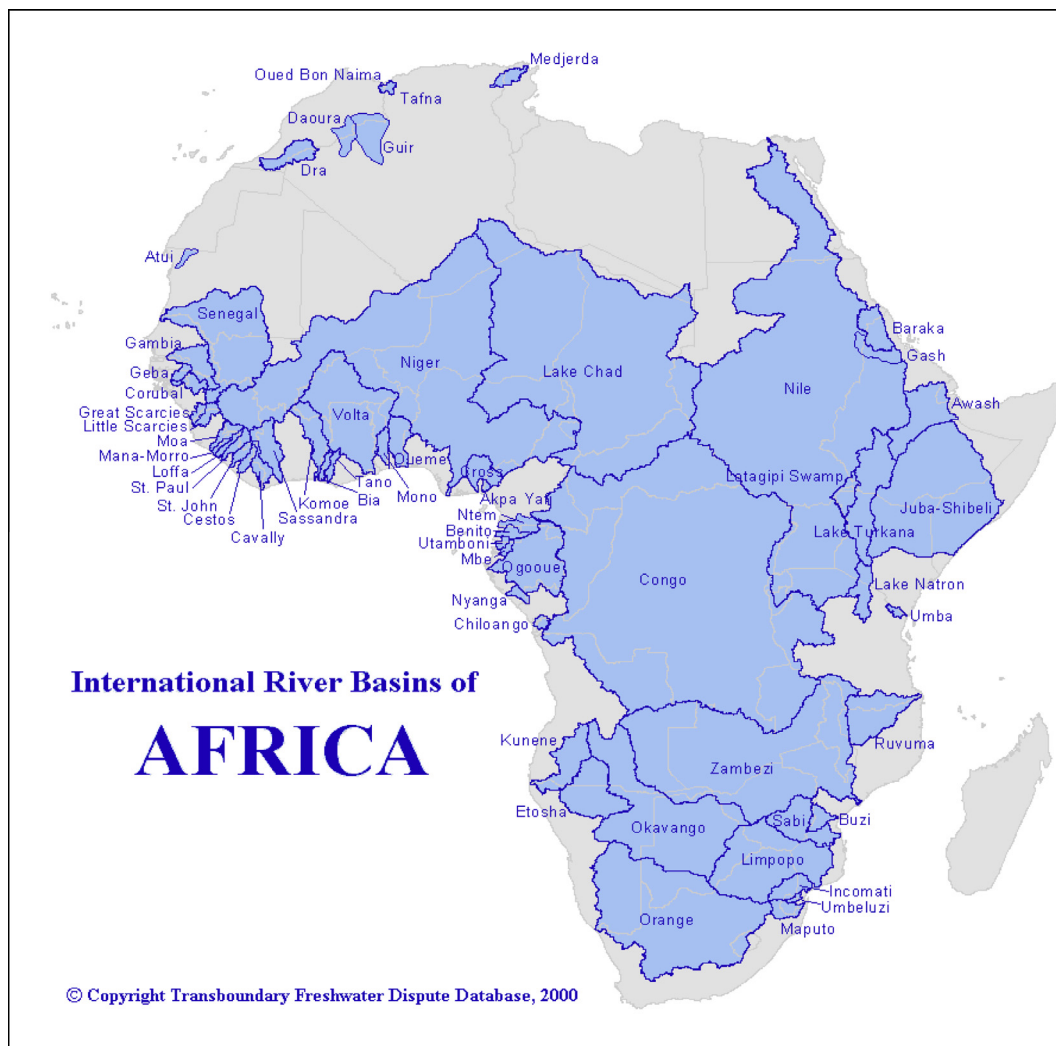 Medjerda
Oued Bon Naima
Tafna
Daoura
Guir
Dra
Atui
Senegal
Gambia
Geba
Corubal
Great Scarcies
Little Scarcies
Moa
Mana-Morro
Loffa
St. Paul
St. John
Cestos
Cavally
Sassandra
Komoe
Bia
Tano
Mono
Volta
Oueme
Niger
Lake Chad
Cross
Akpa Yafi
Ntem
Benito
Utamboni
Mbe
Ogooue
Nyanga
Chiloango
Congo
Nile
Baraka
Gash
Awash
Lotagipi Swamp
Juba-Shibeli
Lake Turkana
Lake Natron
Umba
International River Basins of
AFRICA
Kunene
Etosha
Zambezi
Ruvuma
Okavango
Sabi
Buzi
Limpopo
Incomati
Umbeluzi
Maputo
Orange
© Copyright Transboundary Freshwater Dispute Database, 2000